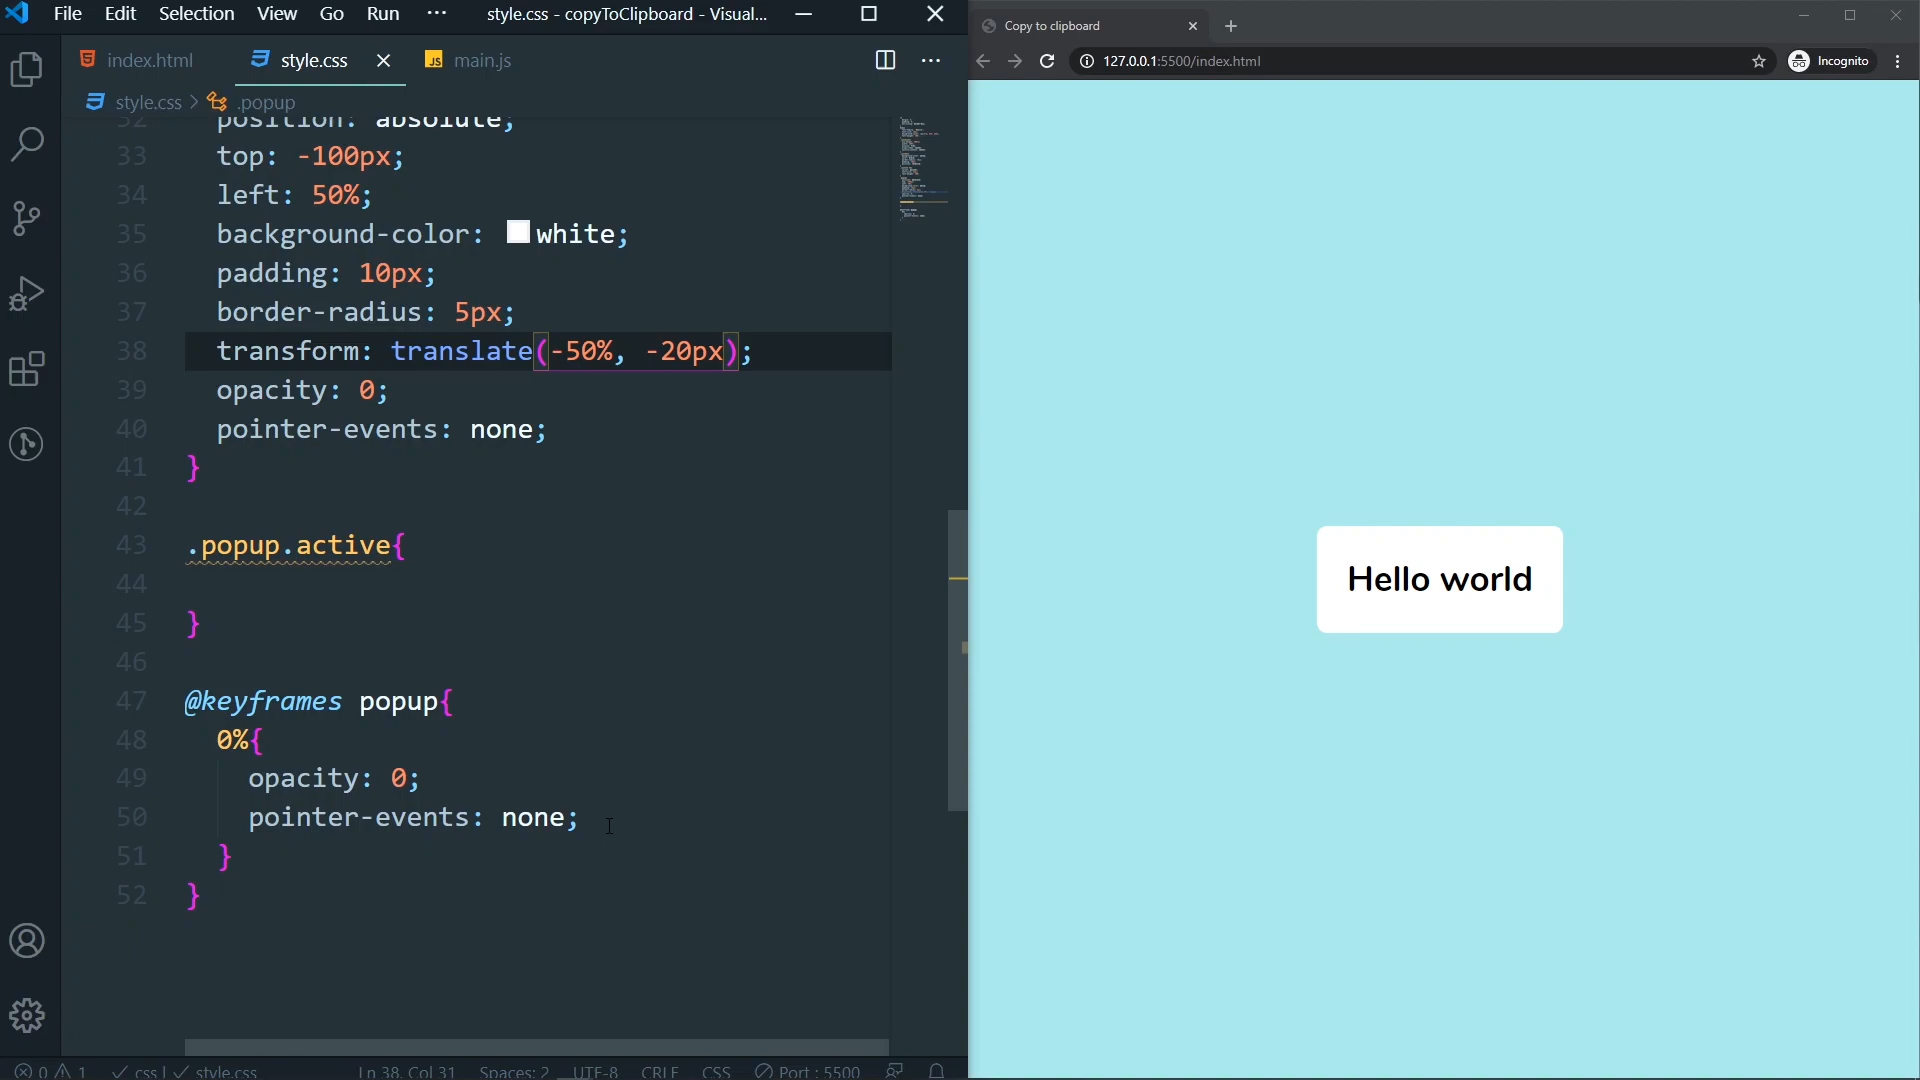 File Edit Selection View Go Run ··· style.css - copyToClipboard - Visual...
index.html style.css main.js
style.css > .popup
32 position: absolute;
33 top: -100px;
34 left: 50%;
35 background-color: white;
36 padding: 10px;
37 border-radius: 5px;
38 transform: translate(-50%, -20px);
39 opacity: 0;
40 pointer-events: none;
41 }
42
43 .popup.active{
44
45 }
46
47 @keyframes popup{
48 0%{
49 opacity: 0;
50 pointer-events: none;
51 }
52 }
0 1 css | style.css Ln 38, Col 31 Spaces: 2 UTF-8 CRLF CSS Port : 5500
Copy to clipboard
127.0.0.1:5500/index.html Incognito
Hello world